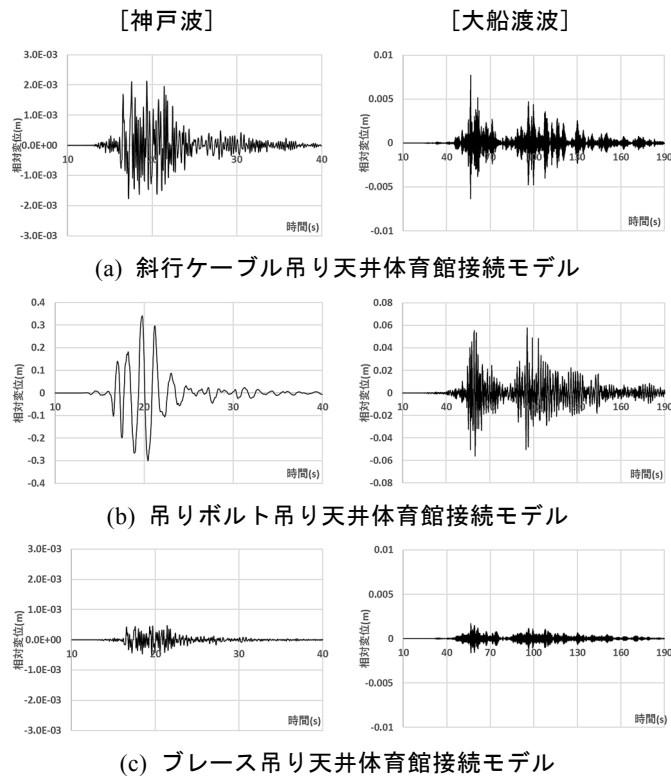 [神戸波] [大船渡波]
相対変位(m)
3.0E-03
2.0E-03
1.0E-03
0.0E+00
-1.0E-03
-2.0E-03
-3.0E-03
10 20 30 40
時間(s)
相対変位(m)
0.01
0.005
0
-0.005
-0.01
10 40 70 100 130 160 190
時間(s)
(a) 斜行ケーブル吊り天井体育館接続モデル
相対変位(m)
0.4
0.3
0.2
0.1
0
-0.1
-0.2
-0.3
-0.4
10 20 30 40
時間(s)
相対変位(m)
0.08
0.06
0.04
0.02
0
-0.02
-0.04
-0.06
-0.08
10 40 70 100 130 160 190
時間(s)
(b) 吊りボルト吊り天井体育館接続モデル
相対変位(m)
3.0E-03
2.0E-03
1.0E-03
0.0E+00
-1.0E-03
-2.0E-03
-3.0E-03
10 20 30 40
時間(s)
相対変位(m)
0.01
0.005
0
-0.005
-0.01
10 40 70 100 130 160 190
時間(s)
(c) ブレース吊り天井体育館接続モデル